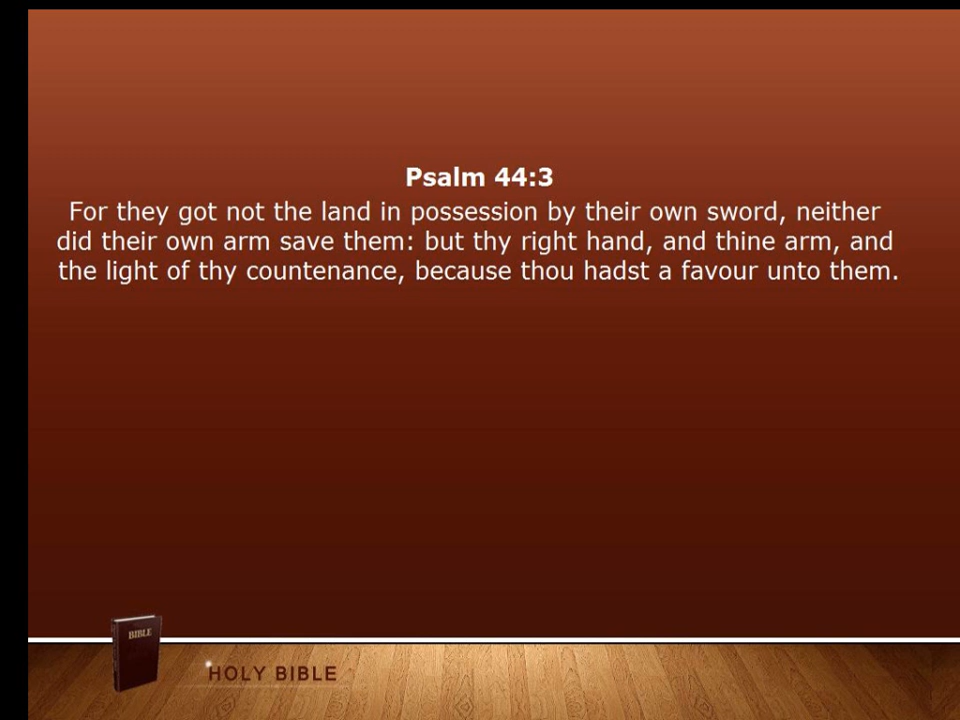 Psalm 44:3
For they got not the land in possession by their own sword, neither
did their own arm save them: but thy right hand, and thine arm, and
the light of thy countenance, because thou hadst a favour unto them.
BIBLE
HOLY BIBLE